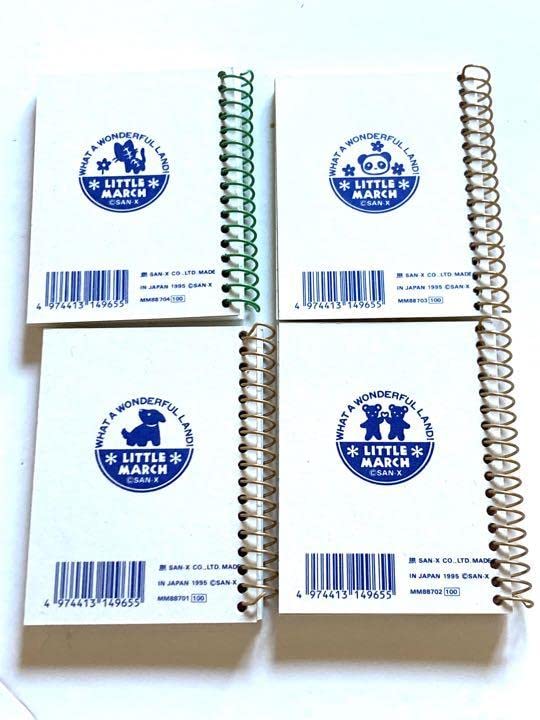 WHAT A WONDERFUL LAND!
LITTLE
MARCH
©SAN-X
SAN-X CO.,LTD. MADE
IN JAPAN 1995 ©SAN-X
4 974413 149655
MM88704 100
WHAT A WONDERFUL LAND!
LITTLE
MARCH
©SAN-X
SAN-X CO.,LTD. MADE
IN JAPAN 1995 ©SAN-X
4 974413 149655
MM88703 100
WHAT A WONDERFUL LAND!
LITTLE
MARCH
©SAN-X
SAN-X CO.,LTD. MADE
IN JAPAN 1995 ©SAN-X
4 974413 149655
MM88701 100
WHAT A WONDERFUL LAND!
LITTLE
MARCH
©SAN-X
SAN-X CO.,LTD. MADE
IN JAPAN 1995 ©SAN-X
4 974413 149655
MM88702 100